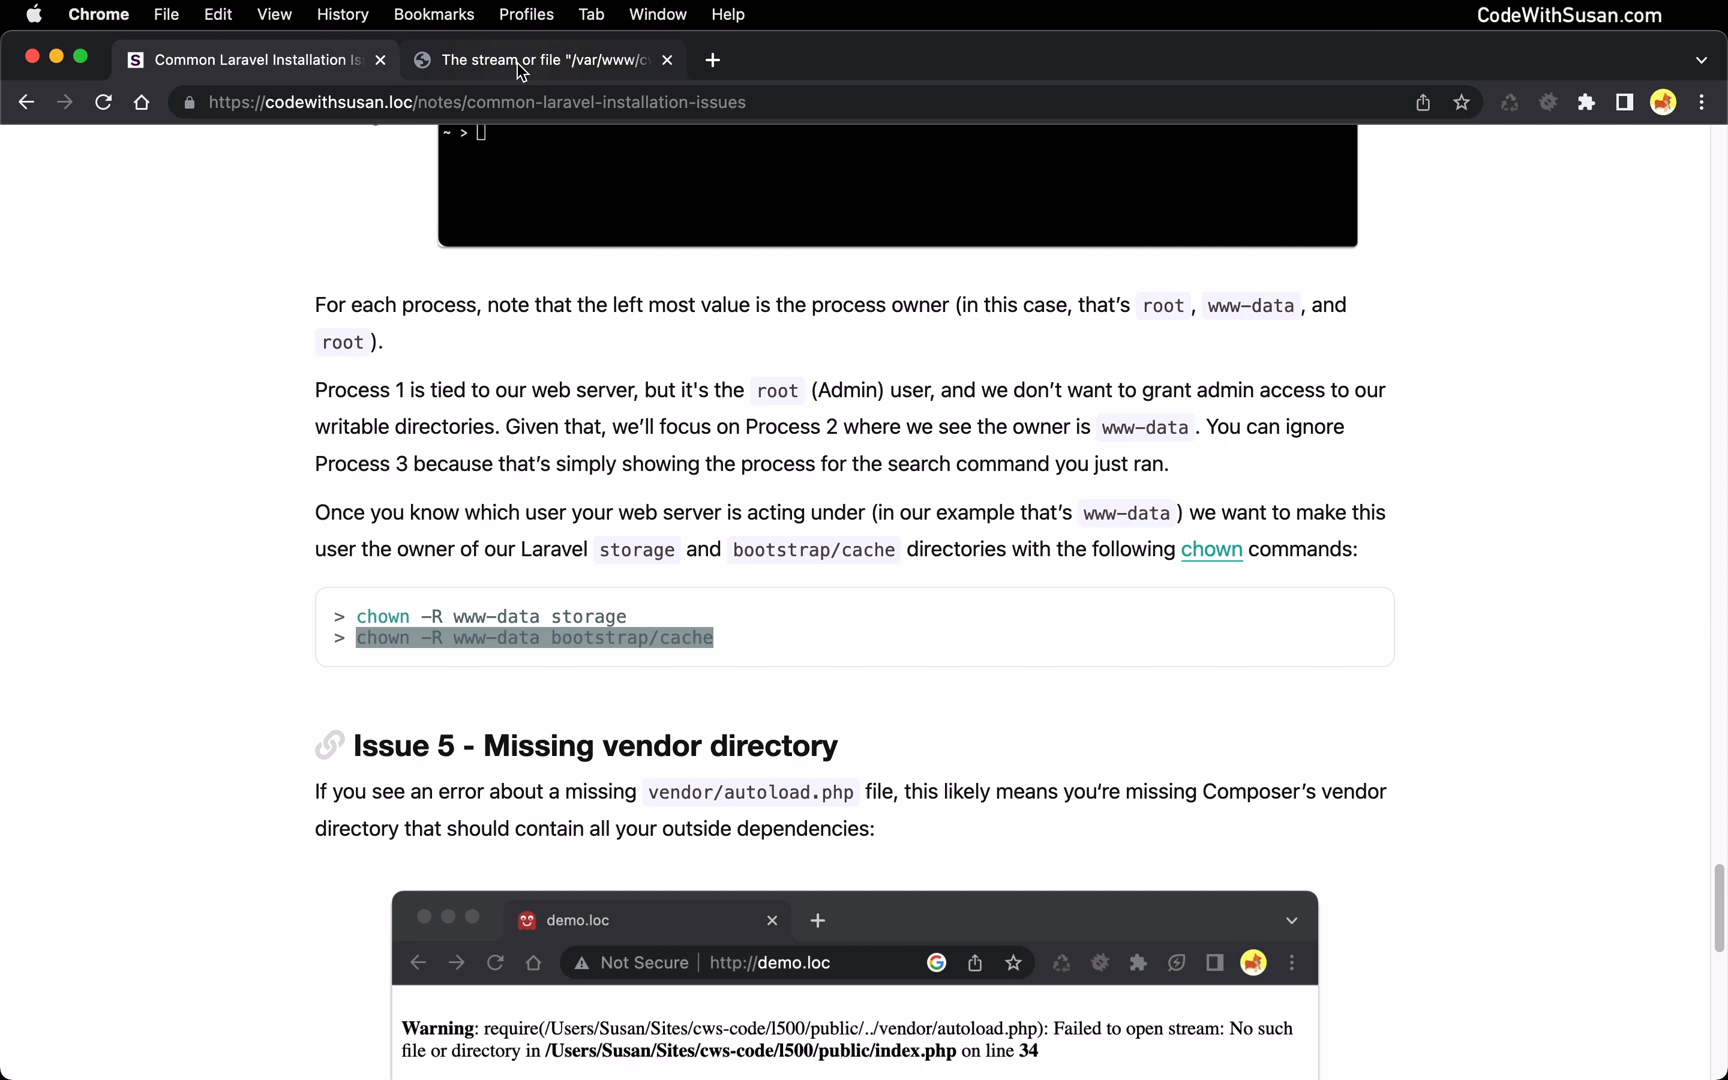 Chrome File Edit View History Bookmarks Profiles Tab Window Help CodeWithSusan.com
Common Laravel Installation Is The stream or file "/var/www/c
https://codewithsusan.loc/notes/common-laravel-installation-issues
~ >
For each process, note that the left most value is the process owner (in this case, that’s root, www-data, and
root).
Process 1 is tied to our web server, but it's the root (Admin) user, and we don’t want to grant admin access to our
writable directories. Given that, we’ll focus on Process 2 where we see the owner is www-data. You can ignore
Process 3 because that’s simply showing the process for the search command you just ran.
Once you know which user your web server is acting under (in our example that’s www-data) we want to make this
user the owner of our Laravel storage and bootstrap/cache directories with the following chown commands:
> chown -R www-data storage
> chown -R www-data bootstrap/cache
Issue 5 - Missing vendor directory
If you see an error about a missing vendor/autoload.php file, this likely means you’re missing Composer’s vendor
directory that should contain all your outside dependencies:
demo.loc
Not Secure | http://demo.loc
Warning: require(/Users/Susan/Sites/cws-code/l500/public/../vendor/autoload.php): Failed to open stream: No such
file or directory in /Users/Susan/Sites/cws-code/l500/public/index.php on line 34